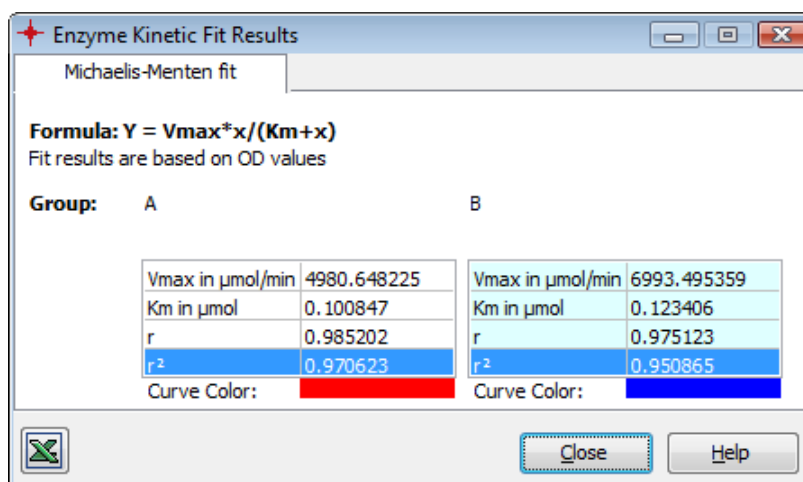 Enzyme Kinetic Fit Results
Michaelis-Menten fit
Formula: Y = Vmax*x/(Km+x)
Fit results are based on OD values
Group: A B
Vmax in µmol/min 4980.648225 Vmax in µmol/min 6993.495359
Km in µmol 0.100847 Km in µmol 0.123406
r 0.985202 r 0.975123
r² 0.970623 r² 0.950865
Curve Color: Curve Color:
Close Help